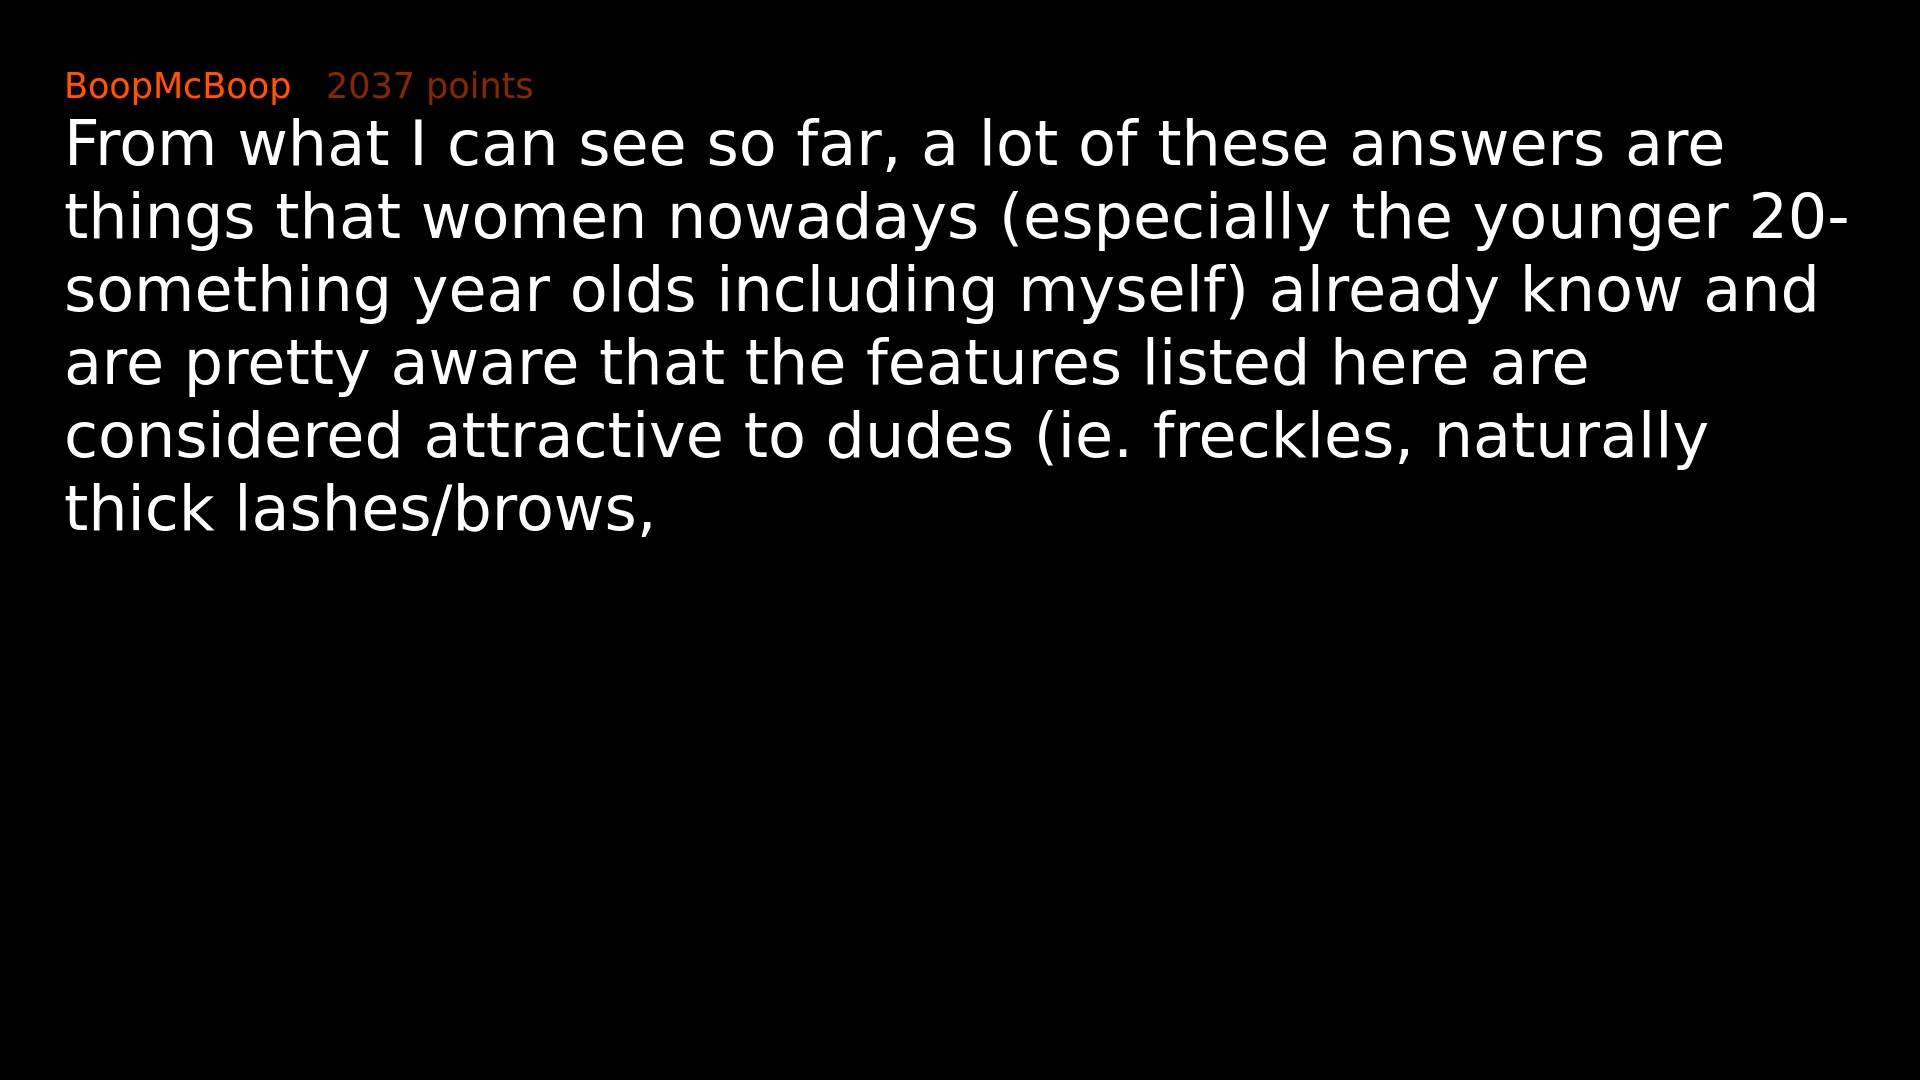 BoopMcBoop 2037 points
From what I can see so far, a lot of these answers are
things that women nowadays (especially the younger 20-
something year olds including myself) already know and
are pretty aware that the features listed here are
considered attractive to dudes (ie. freckles, naturally
thick lashes/brows,